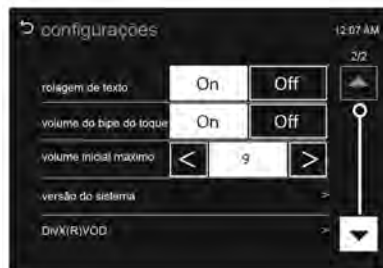 configurações 12:07 AM
2/2
rolagem de texto On Off
volume do bipe do toque On Off
volume inicial maximo < 9 >
versão do sistema >
DivX(R)VOD >